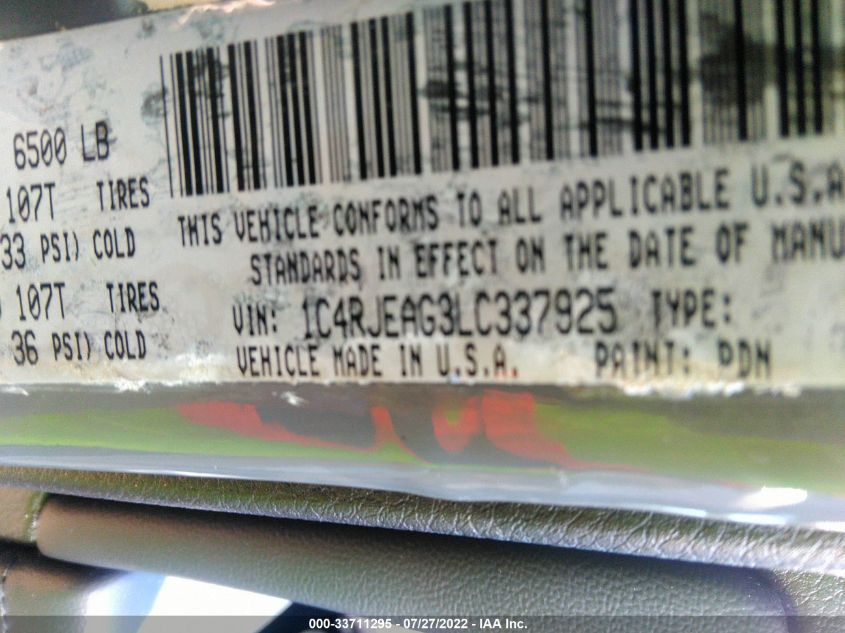 6500 LB
107T TIRES
33 PSI) COLD
107T TIRES
36 PSI) COLD
THIS VEHICLE CONFORMS TO ALL APPLICABLE U.S.A
STANDARDS IN EFFECT ON THE DATE OF MANU
VIN: 1C4RJEAG3LC337925 TYPE:
VEHICLE MADE IN U.S.A. PAINT: PDN
000-33711295 - 07/27/2022 - IAA Inc.